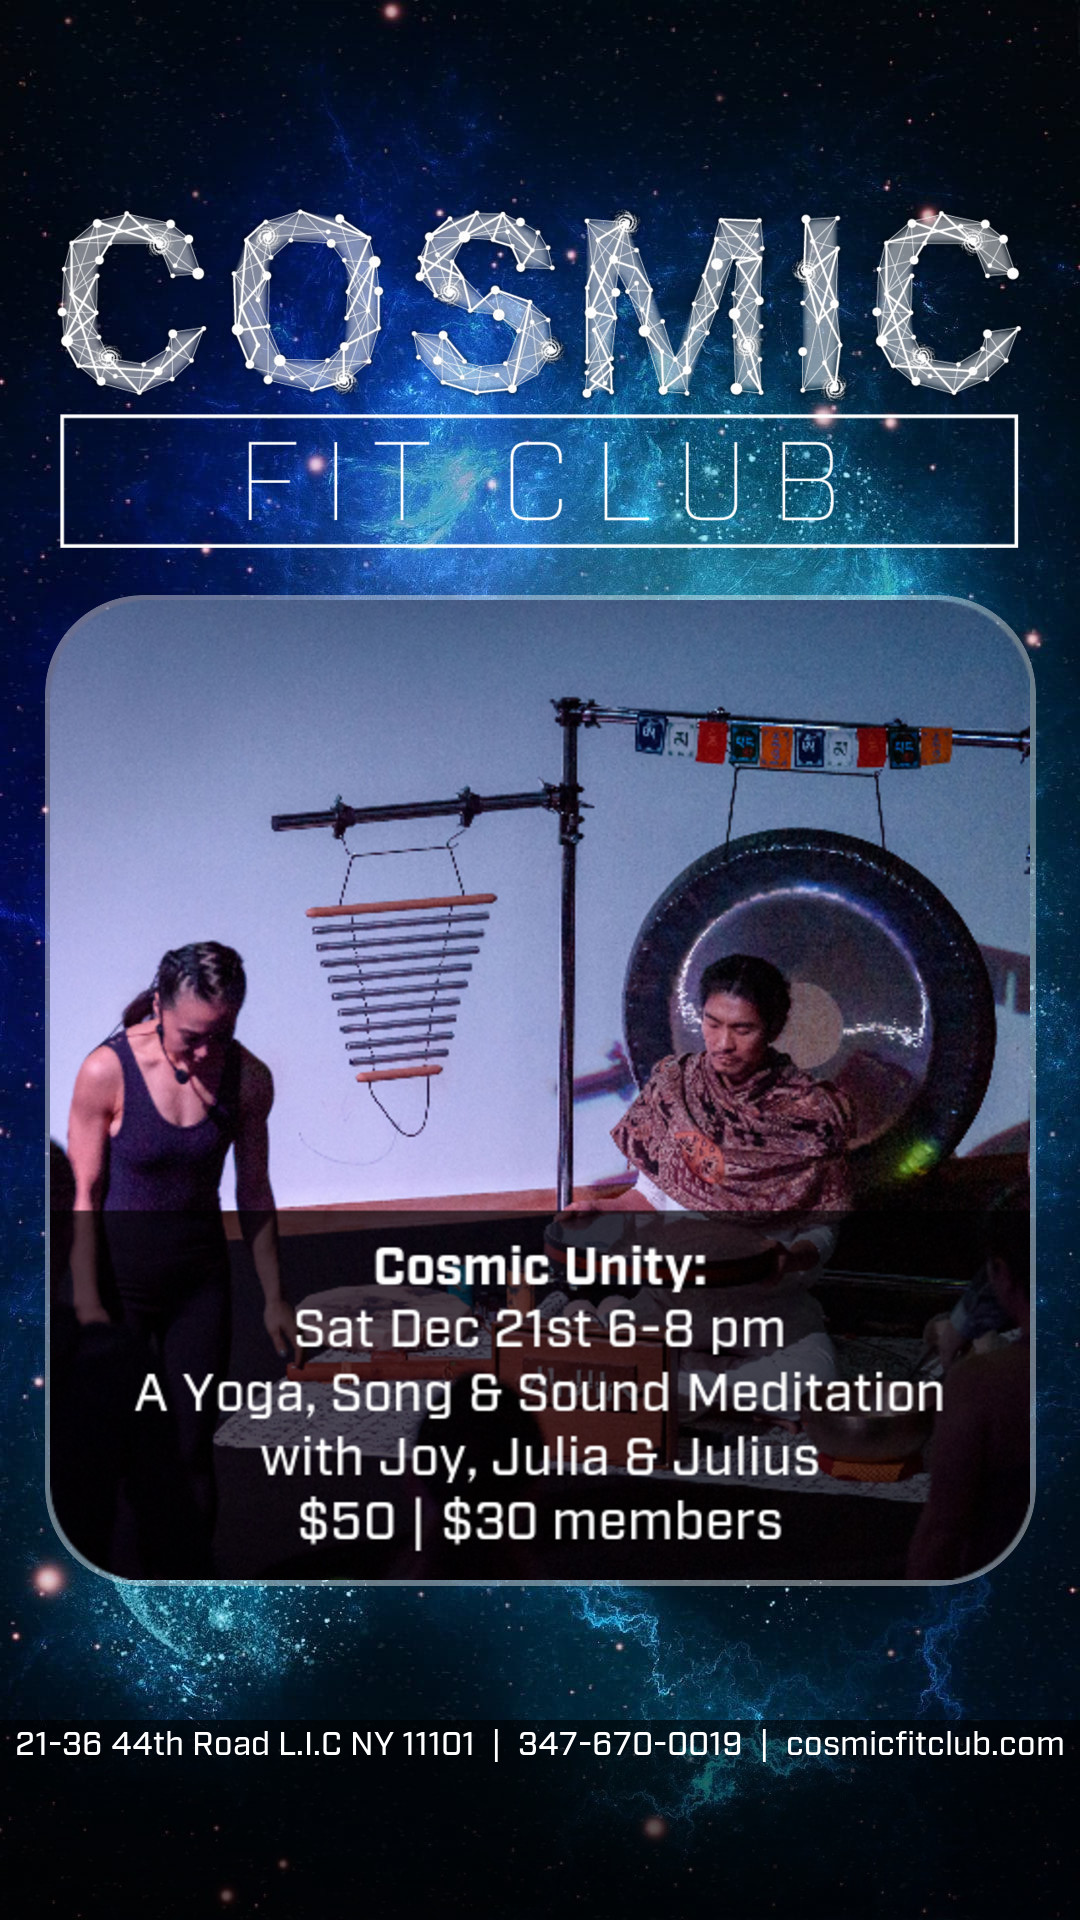 COSMIC
FIT CLUB
Cosmic Unity:
Sat Dec 21st 6-8 pm
A Yoga, Song & Sound Meditation
with Joy, Julia & Julius
$50 | $30 members
21-36 44th Road L.I.C NY 11101 | 347-670-0019 | cosmicfitclub.com